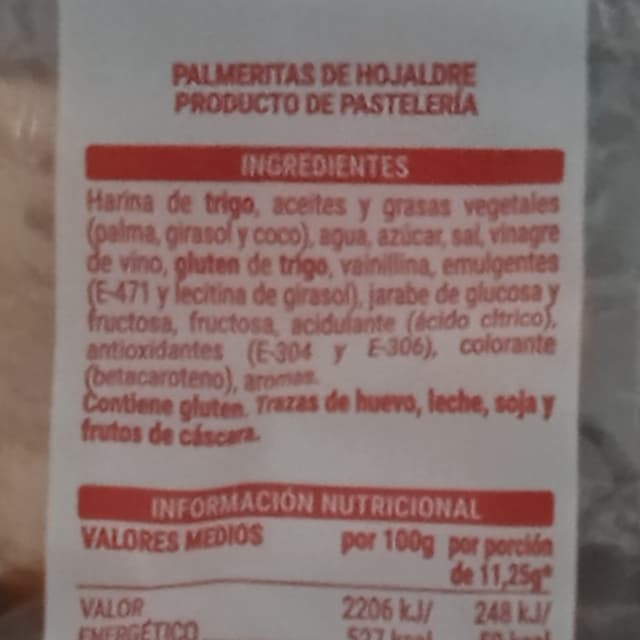 PALMERITAS DE HOJALDRE
PRODUCTO DE PASTELERÍA
INGREDIENTES
Harina de trigo, aceites y grasas vegetales
(palma, girasol y coco), agua, azúcar, sal, vinagre
de vino, gluten de trigo, vainillina, emulgentes
(E-471 y lecitina de girasol), jarabe de glucosa y
fructosa, fructosa, acidulante (ácido cítrico),
antioxidantes (E-304 y E-306), colorante
(betacaroteno), aromas.
Contiene gluten. Trazas de huevo, leche, soja y
frutos de cáscara.
INFORMACIÓN NUTRICIONAL
VALORES MEDIOS por 100g por porción
de 11,25g*
VALOR 2206 kJ/ 248 kJ/
ENERGÉTICO 527 kcal